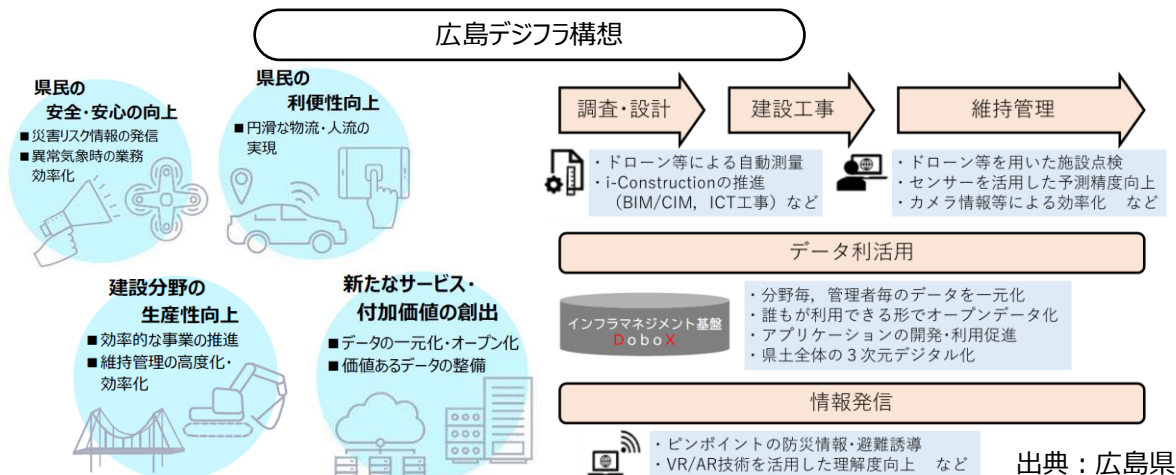 広島デジフラ構想
県民の
安全・安心の向上
■災害リスク情報の発信
■異常気象時の業務
効率化
県民の
利便性向上
■円滑な物流・人流の
実現
建設分野の
生産性向上
■効率的な事業の推進
■維持管理の高度化・
効率化
新たなサービス・
付加価値の創出
■データの一元化・オープン化
■価値あるデータの整備
調査・設計
建設工事
維持管理
・ドローン等による自動測量
・i-Constructionの推進
（BIM/CIM，ICT工事）など
・ドローン等を用いた施設点検
・センサーを活用した予測精度向上
・カメラ情報等による効率化　など
データ利活用
インフラマネジメント基盤
DoboX
・分野毎，管理者毎のデータを一元化
・誰もが利用できる形でオープンデータ化
・アプリケーションの開発・利用促進
・県土全体の３次元デジタル化
情報発信
・ピンポイントの防災情報・避難誘導
・VR/AR技術を活用した理解度向上　など
出典：広島県